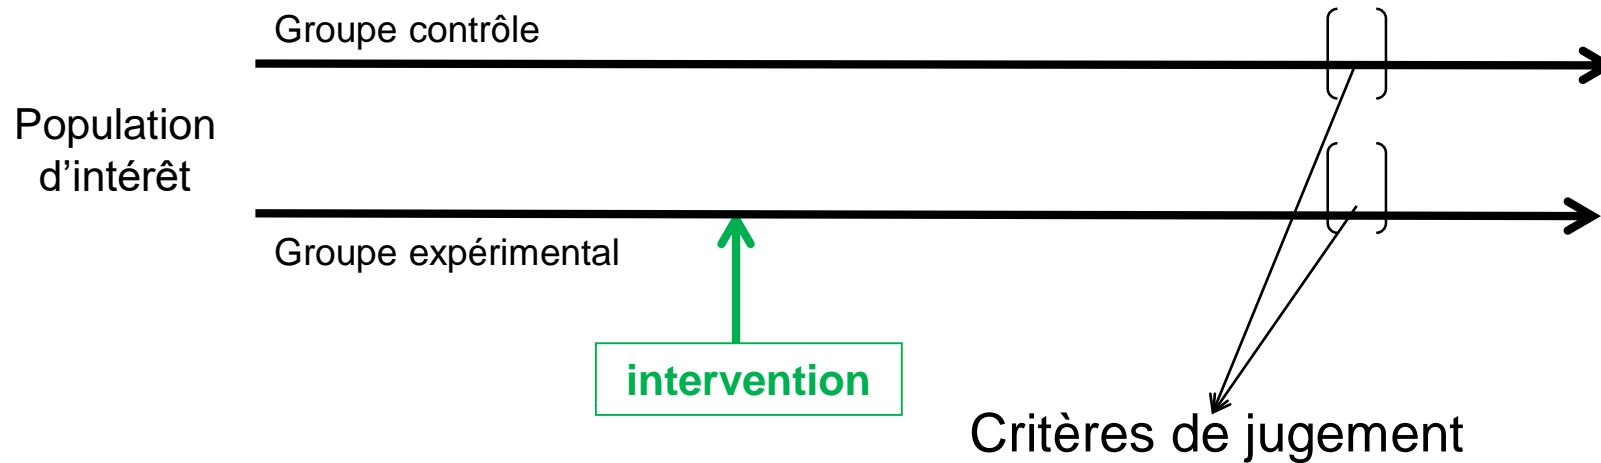 Groupe contrôle
Population
d’intérêt
Groupe expérimental
intervention
Critères de jugement